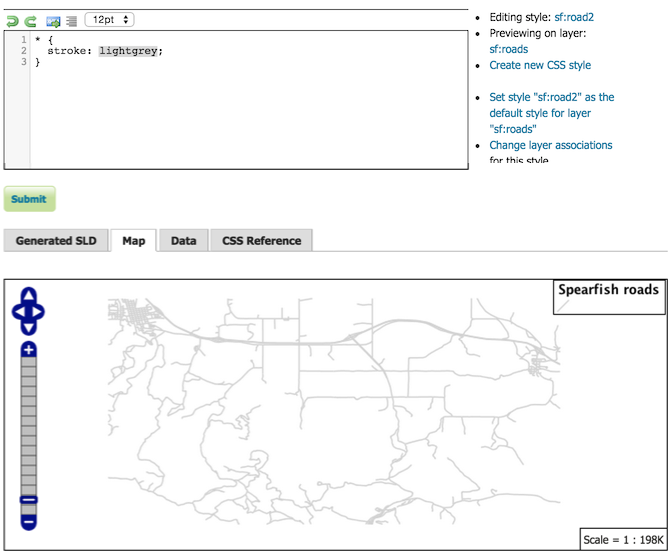 12pt
1 * {
2   stroke: lightgrey;
3 }
Editing style: sf:road2
Previewing on layer:
sf:roads
Create new CSS style
Set style "sf:road2" as the
default style for layer
"sf:roads"
Change layer associations
for this style
Submit
Generated SLD
Map
Data
CSS Reference
Spearfish roads
Scale = 1 : 198K